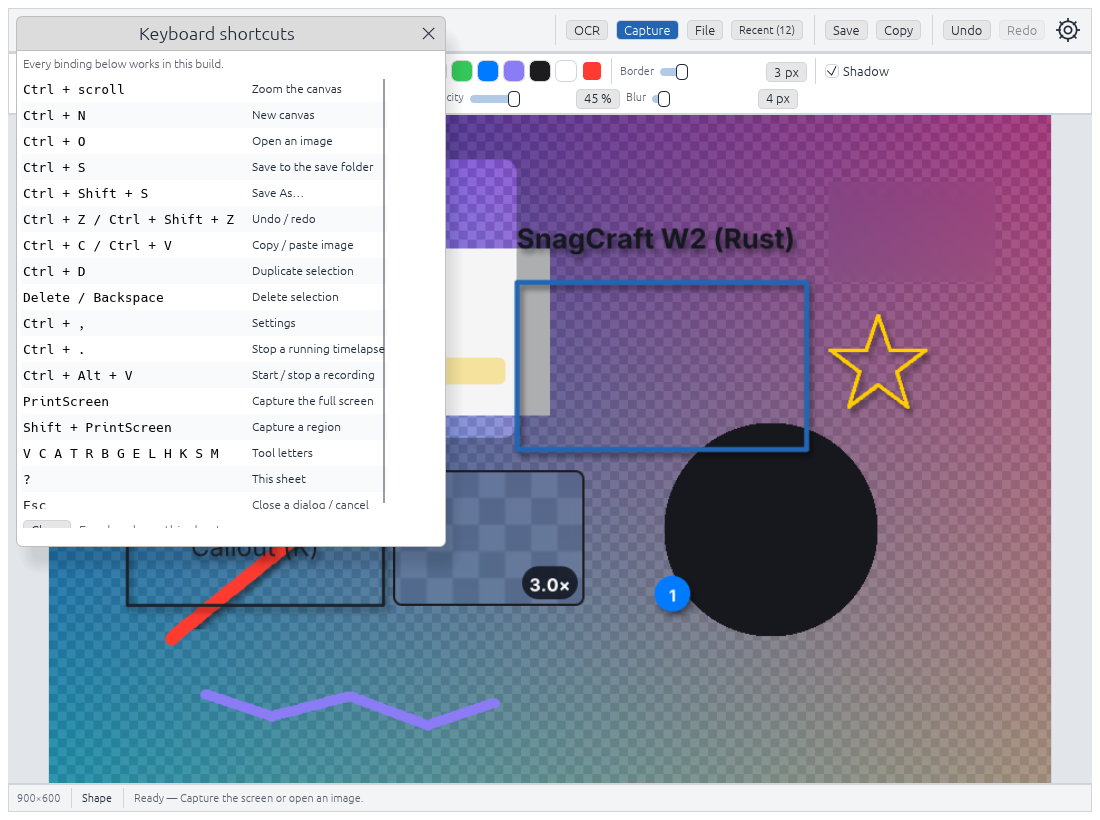 Keyboard shortcuts
OCR Capture File Recent (12) Save Copy Undo Redo
Every binding below works in this build.
Border 3 px Shadow
45 % Blur 4 px
Ctrl + scroll Zoom the canvas
Ctrl + N New canvas
Ctrl + O Open an image
Ctrl + S Save to the save folder
Ctrl + Shift + S Save As…
Ctrl + Z / Ctrl + Shift + Z Undo / redo
Ctrl + C / Ctrl + V Copy / paste image
Ctrl + D Duplicate selection
Delete / Backspace Delete selection
Ctrl + , Settings
Ctrl + . Stop a running timelapse
Ctrl + Alt + V Start / stop a recording
PrintScreen Capture the full screen
Shift + PrintScreen Capture a region
V C A T R B G E L H K S M Tool letters
? This sheet
Esc Close a dialog / cancel
SnagCraft W2 (Rust)
Callout (K)
3.0×
1
900×600 Shape Ready — Capture the screen or open an image.